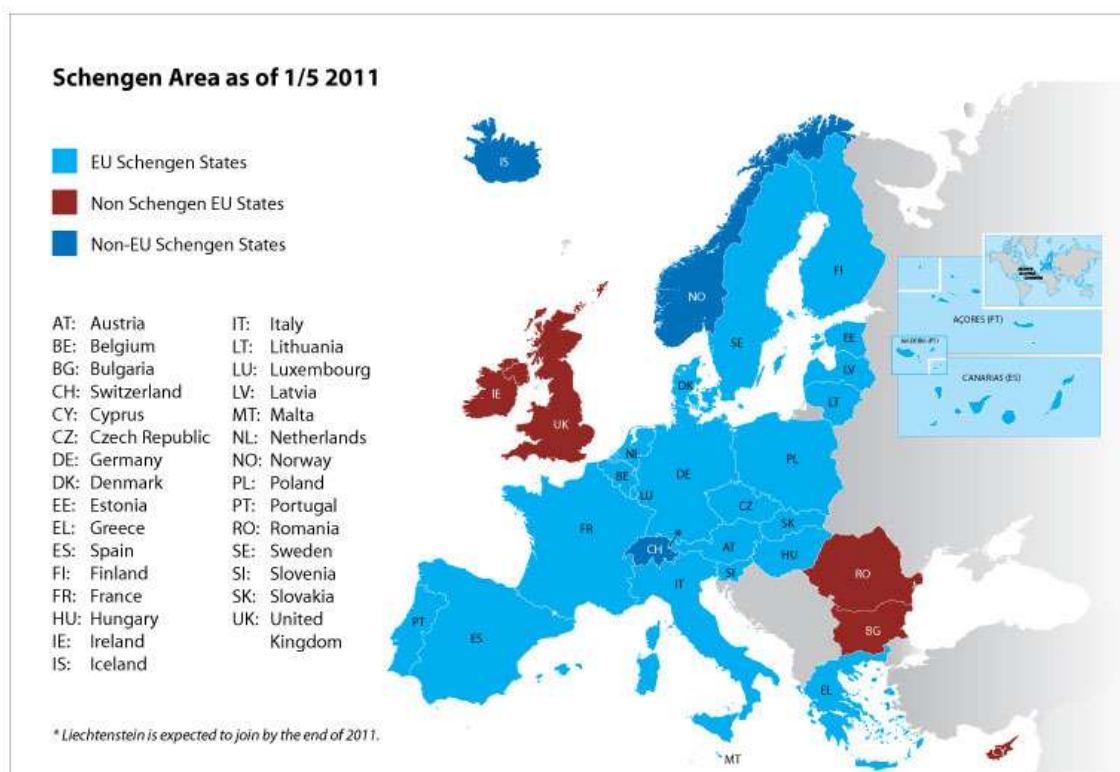 Schengen Area as of 1/5 2011
EU Schengen States
Non Schengen EU States
Non-EU Schengen States
AT: Austria
BE: Belgium
BG: Bulgaria
CH: Switzerland
CY: Cyprus
CZ: Czech Republic
DE: Germany
DK: Denmark
EE: Estonia
EL: Greece
ES: Spain
FI: Finland
FR: France
HU: Hungary
IE: Ireland
IS: Iceland
IT: Italy
LT: Lithuania
LU: Luxembourg
LV: Latvia
MT: Malta
NL: Netherlands
NO: Norway
PL: Poland
PT: Portugal
RO: Romania
SE: Sweden
SI: Slovenia
SK: Slovakia
UK: United
Kingdom
* Liechtenstein is expected to join by the end of 2011.
IS
FI
NO
SE
EE
LV
LT
DK
IE
UK
NL
BE
LU
DE
PL
CZ
SK
FR
CH
*
AT
HU
SI
IT
RO
BG
PT
ES
EL
MT
CY
AÇORES (PT)
MADEIRA (PT)
CANARIAS (ES)